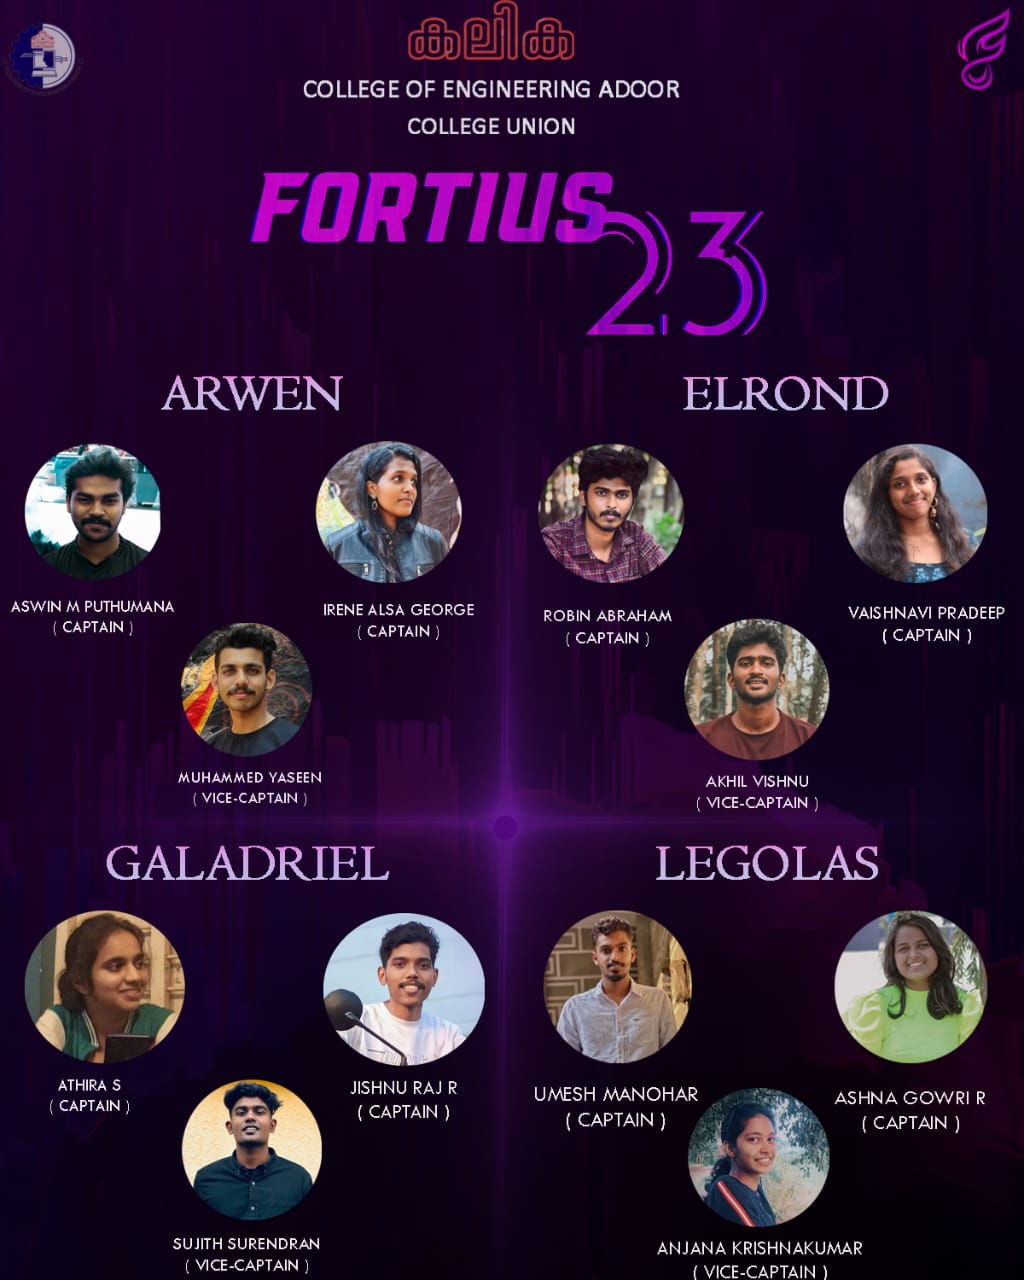 കലിക
COLLEGE OF ENGINEERING ADOOR
COLLEGE UNION
FORTIUS
23
ARWEN
ASWIN M PUTHUMANA
( CAPTAIN )
IRENE ALSA GEORGE
( CAPTAIN )
MUHAMMED YASEEN
( VICE-CAPTAIN )
ELROND
ROBIN ABRAHAM
( CAPTAIN )
VAISHNAVI PRADEEP
( CAPTAIN )
AKHIL VISHNU
( VICE-CAPTAIN )
GALADRIEL
ATHIRA S
( CAPTAIN )
JISHNU RAJ R
( CAPTAIN )
SUJITH SURENDRAN
( VICE-CAPTAIN )
LEGOLAS
UMESH MANOHAR
( CAPTAIN )
ASHNA GOWRI R
( CAPTAIN )
ANJANA KRISHNAKUMAR
( VICE-CAPTAIN )